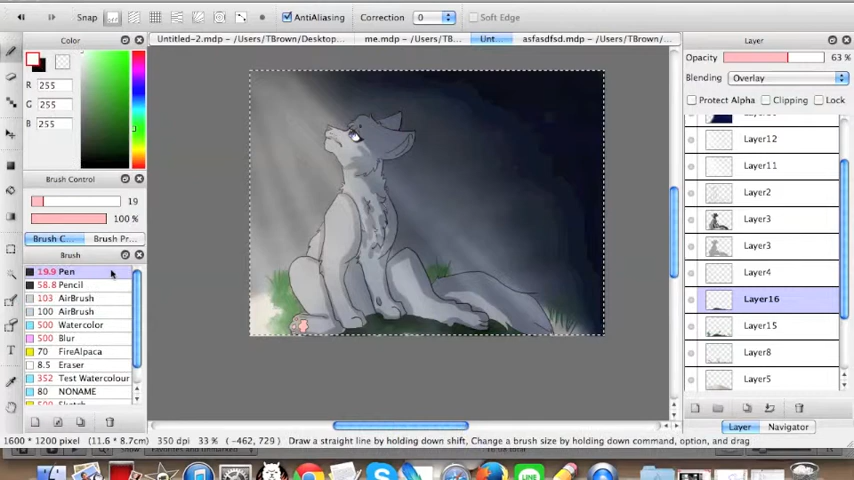 Snap AntiAliasing Correction 0 Soft Edge
Color
Untitled-2.mdp – /Users/TBrown/Desktop... me.mdp – /Users/TB... Unt... asfasdfsd.mdp – /Users/TBrown/...
Layer
R 255
G 255
B 255
Opacity 63 %
Blending Overlay
Protect Alpha Clipping Lock
Layer12
Layer11
Layer2
Layer3
Layer3
Layer4
Layer16
Layer15
Layer8
Layer5
Brush Control
19
100 %
Brush C... Brush Pr...
Brush
19.9 Pen
58.8 Pencil
103 AirBrush
100 AirBrush
500 Watercolor
500 Blur
70 FireAlpaca
8.5 Eraser
352 Test Watercolour
80 NONAME
Layer Navigator
1600 * 1200 pixel (11.6 * 8.7cm) 350 dpi 33 % (-462, 729) Draw a straight line by holding down shift, Change a brush size by holding down command, option, and drag